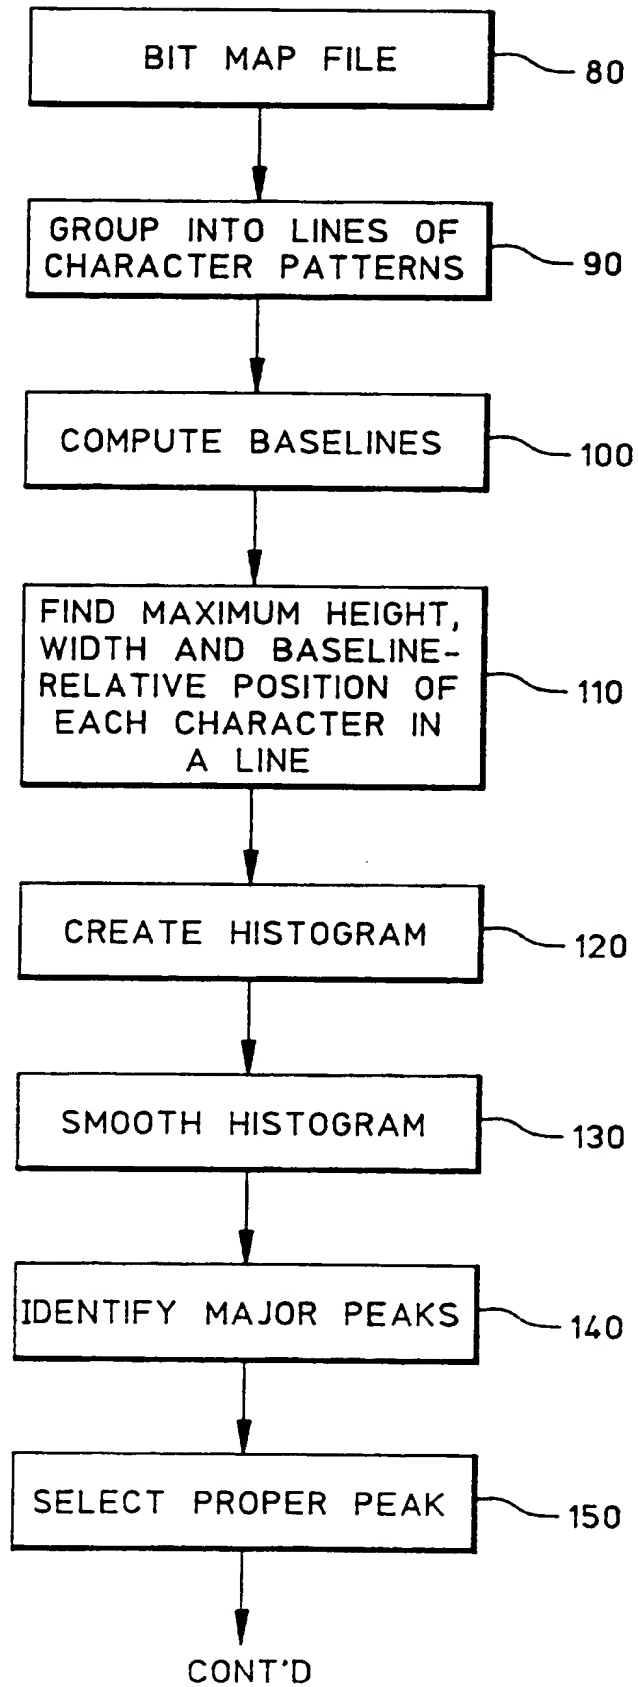 BIT MAP FILE
80
GROUP INTO LINES OF
CHARACTER PATTERNS
90
COMPUTE BASELINES
100
FIND MAXIMUM HEIGHT,
WIDTH AND BASELINE-
RELATIVE POSITION OF
EACH CHARACTER IN
A LINE
110
CREATE HISTOGRAM
120
SMOOTH HISTOGRAM
130
IDENTIFY MAJOR PEAKS
140
SELECT PROPER PEAK
150
CONT'D